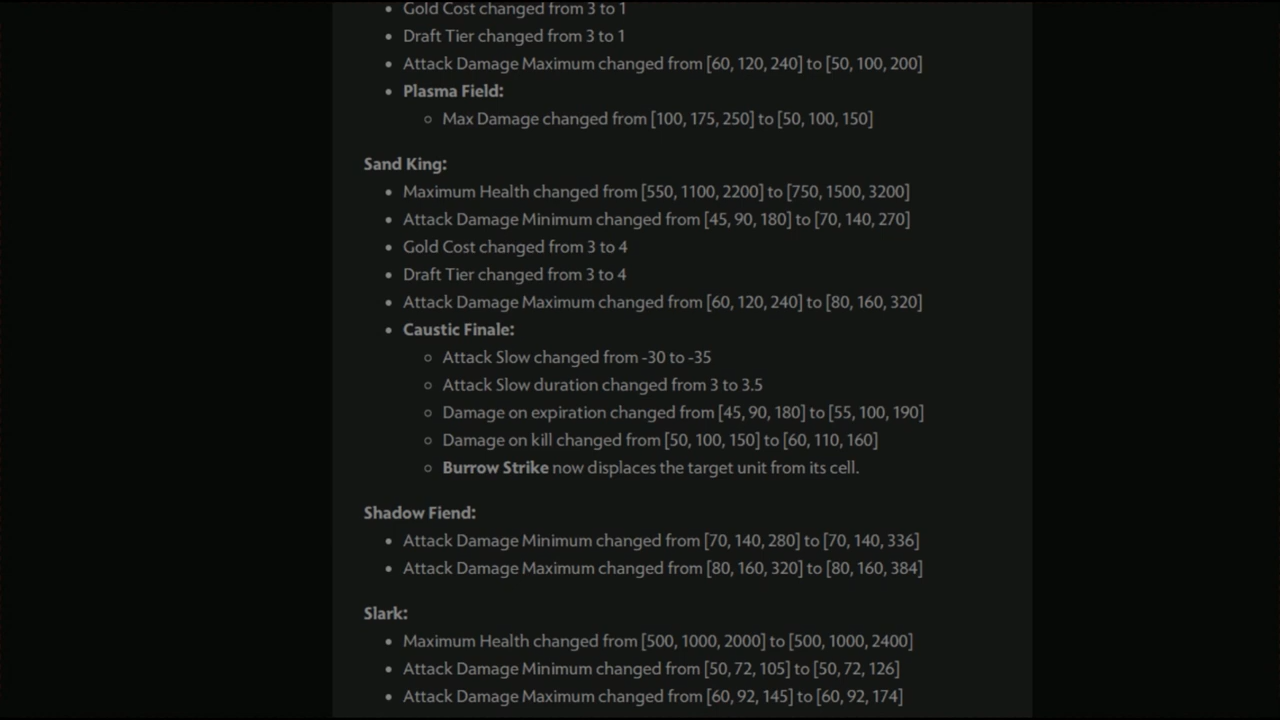 Gold Cost changed from 3 to 1
Draft Tier changed from 3 to 1
Attack Damage Maximum changed from [60, 120, 240] to [50, 100, 200]
Plasma Field:
Max Damage changed from [100, 175, 250] to [50, 100, 150]
Sand King:
Maximum Health changed from [550, 1100, 2200] to [750, 1500, 3200]
Attack Damage Minimum changed from [45, 90, 180] to [70, 140, 270]
Gold Cost changed from 3 to 4
Draft Tier changed from 3 to 4
Attack Damage Maximum changed from [60, 120, 240] to [80, 160, 320]
Caustic Finale:
Attack Slow changed from -30 to -35
Attack Slow duration changed from 3 to 3.5
Damage on expiration changed from [45, 90, 180] to [55, 100, 190]
Damage on kill changed from [50, 100, 150] to [60, 110, 160]
Burrow Strike now displaces the target unit from its cell.
Shadow Fiend:
Attack Damage Minimum changed from [70, 140, 280] to [70, 140, 336]
Attack Damage Maximum changed from [80, 160, 320] to [80, 160, 384]
Slark:
Maximum Health changed from [500, 1000, 2000] to [500, 1000, 2400]
Attack Damage Minimum changed from [50, 72, 105] to [50, 72, 126]
Attack Damage Maximum changed from [60, 92, 145] to [60, 92, 174]